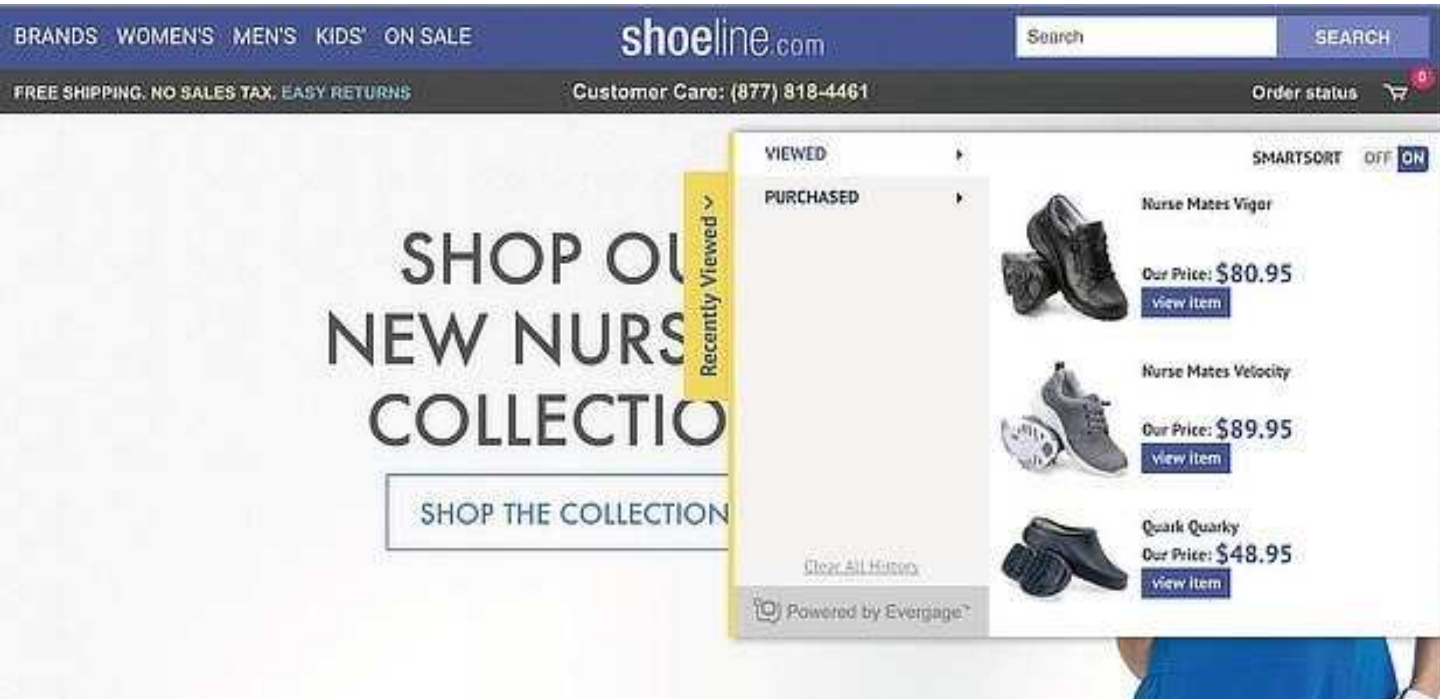 BRANDS WOMEN'S MEN'S KIDS' ON SALE
shoeline.com
Search
SEARCH
FREE SHIPPING. NO SALES TAX. EASY RETURNS
Customer Care: (877) 818-4461
Order status
0
SHOP OU
NEW NURS
COLLECTIO
SHOP THE COLLECTION
Recently Viewed
VIEWED
PURCHASED
Clear All History
Powered by Evergage™
SMARTSORT OFF ON
Nurse Mates Vigor
Our Price: $80.95
view item
Nurse Mates Velocity
Our Price: $89.95
view item
Quark Quarky
Our Price: $48.95
view item